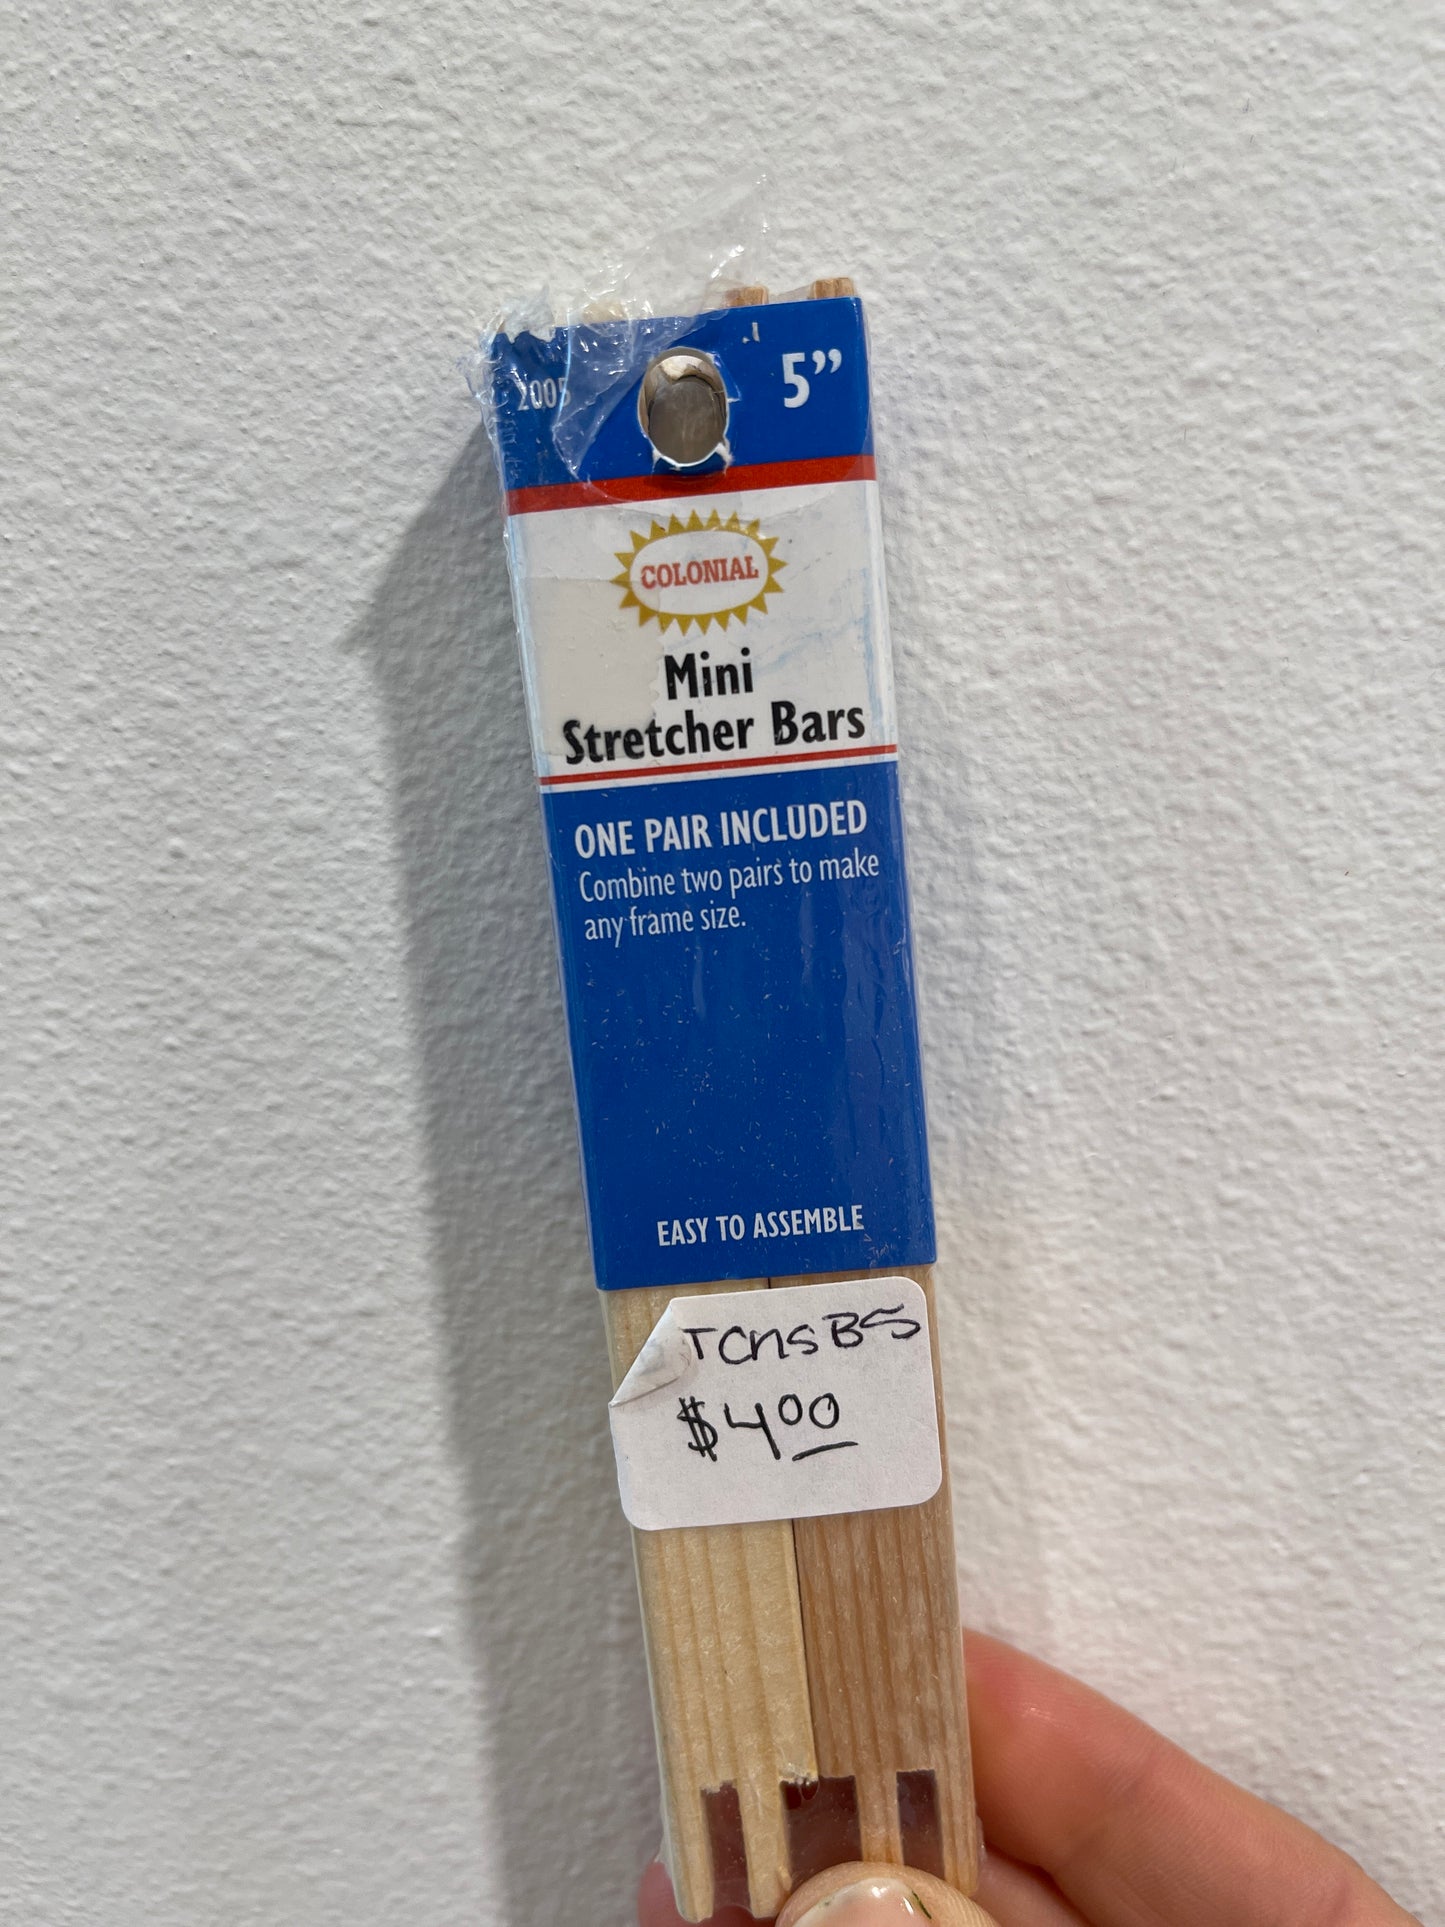 2005
5”
COLONIAL
Mini
Stretcher Bars
ONE PAIR INCLUDED
Combine two pairs to make
any frame size.
EASY TO ASSEMBLE
TCMSB5
$400